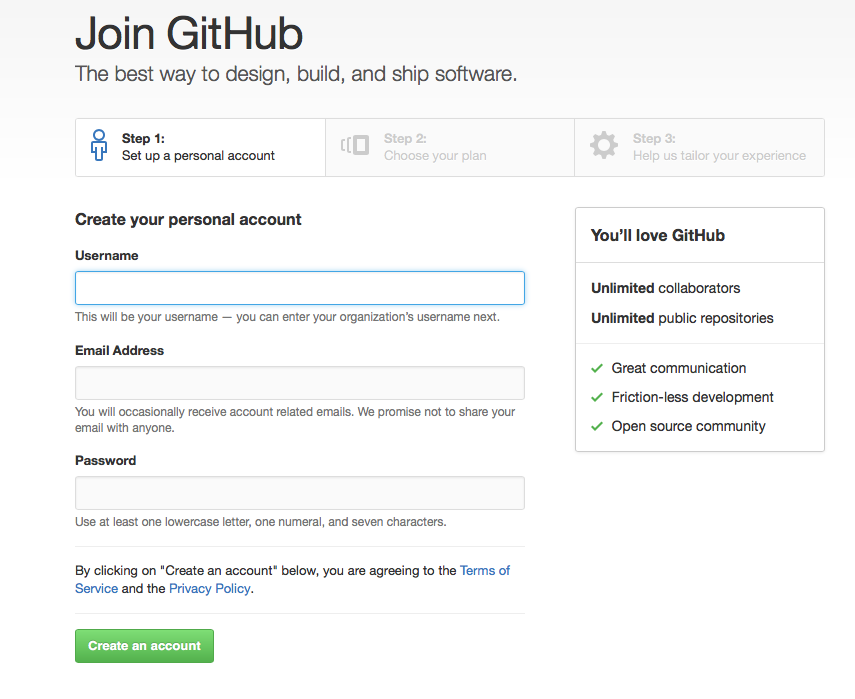 Join GitHub
The best way to design, build, and ship software.
Step 1:
Set up a personal account
Step 2:
Choose your plan
Step 3:
Help us tailor your experience
Create your personal account
Username
This will be your username — you can enter your organization’s username next.
Email Address
You will occasionally receive account related emails. We promise not to share your
email with anyone.
Password
Use at least one lowercase letter, one numeral, and seven characters.
By clicking on "Create an account" below, you are agreeing to the Terms of
Service and the Privacy Policy.
Create an account
You’ll love GitHub
Unlimited collaborators
Unlimited public repositories
Great communication
Friction-less development
Open source community